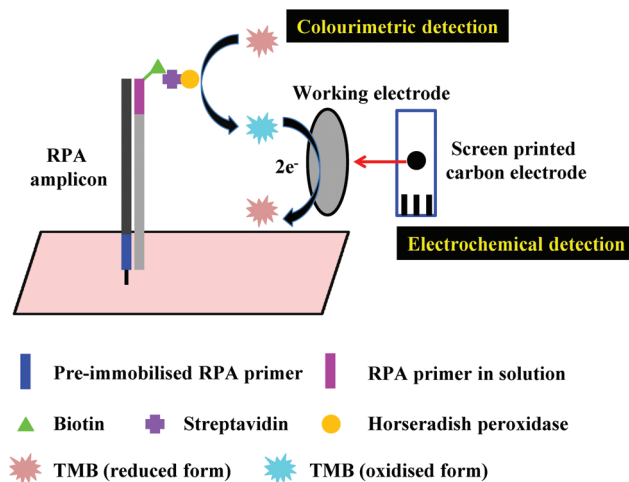 Colourimetric detection
Working electrode
RPA
amplicon
2e-
Screen printed
carbon electrode
Electrochemical detection
Pre-immobilised RPA primer
RPA primer in solution
Biotin
Streptavidin
Horseradish peroxidase
TMB (reduced form)
TMB (oxidised form)